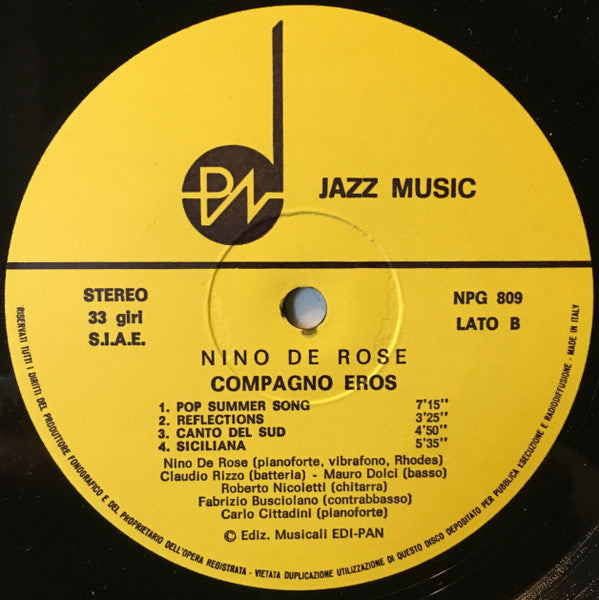 PAN
JAZZ MUSIC
STEREO
33 giri
S.I.A.E.
NPG 809
LATO B
NINO DE ROSE
COMPAGNO EROS
1. POP SUMMER SONG 7'15"
2. REFLECTIONS 3'25"
3. CANTO DEL SUD 4'50"
4. SICILIANA 5'35"
Nino De Rose (pianoforte, vibrafono, Rhodes)
Claudio Rizzo (batteria) - Mauro Dolci (basso)
Roberto Nicoletti (chitarra)
Fabrizio Busciolano (contrabbasso)
Carlo Cittadini (pianoforte)
© Ediz. Musicali EDI-PAN
RISERVATI TUTTI I DIRITTI DEL PRODUTTORE FONOGRAFICO E DEL PROPRIETARIO DELL'OPERA REGISTRATA - VIETATA DUPLICAZIONE UTILIZZAZIONE DI QUESTO DISCO DEPOSITATO PER PUBBLICA ESECUZIONE E RADIODIFFUSIONE - MADE IN ITALY